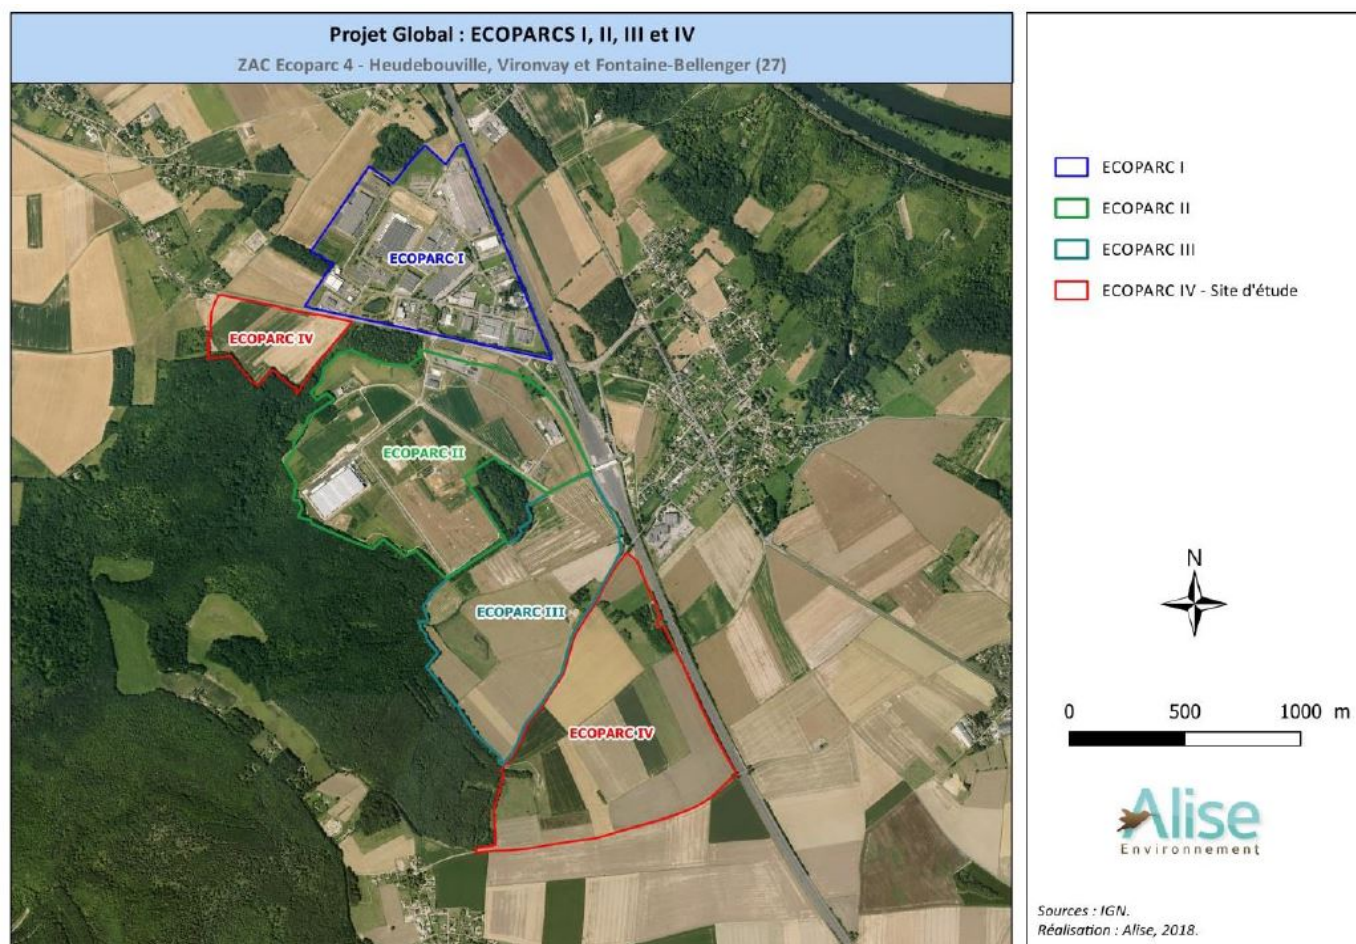 Projet Global : ECOPARCS I, II, III et IV
ZAC Ecoparc 4 - Heudebouville, Vironvay et Fontaine-Bellenger (27)
ECOPARC I
ECOPARC IV
ECOPARC II
ECOPARC III
ECOPARC IV
ECOPARC I
ECOPARC II
ECOPARC III
ECOPARC IV - Site d'étude
N
0 500 1000 m
Alise
Environnement
Sources : IGN.
Réalisation : Alise, 2018.